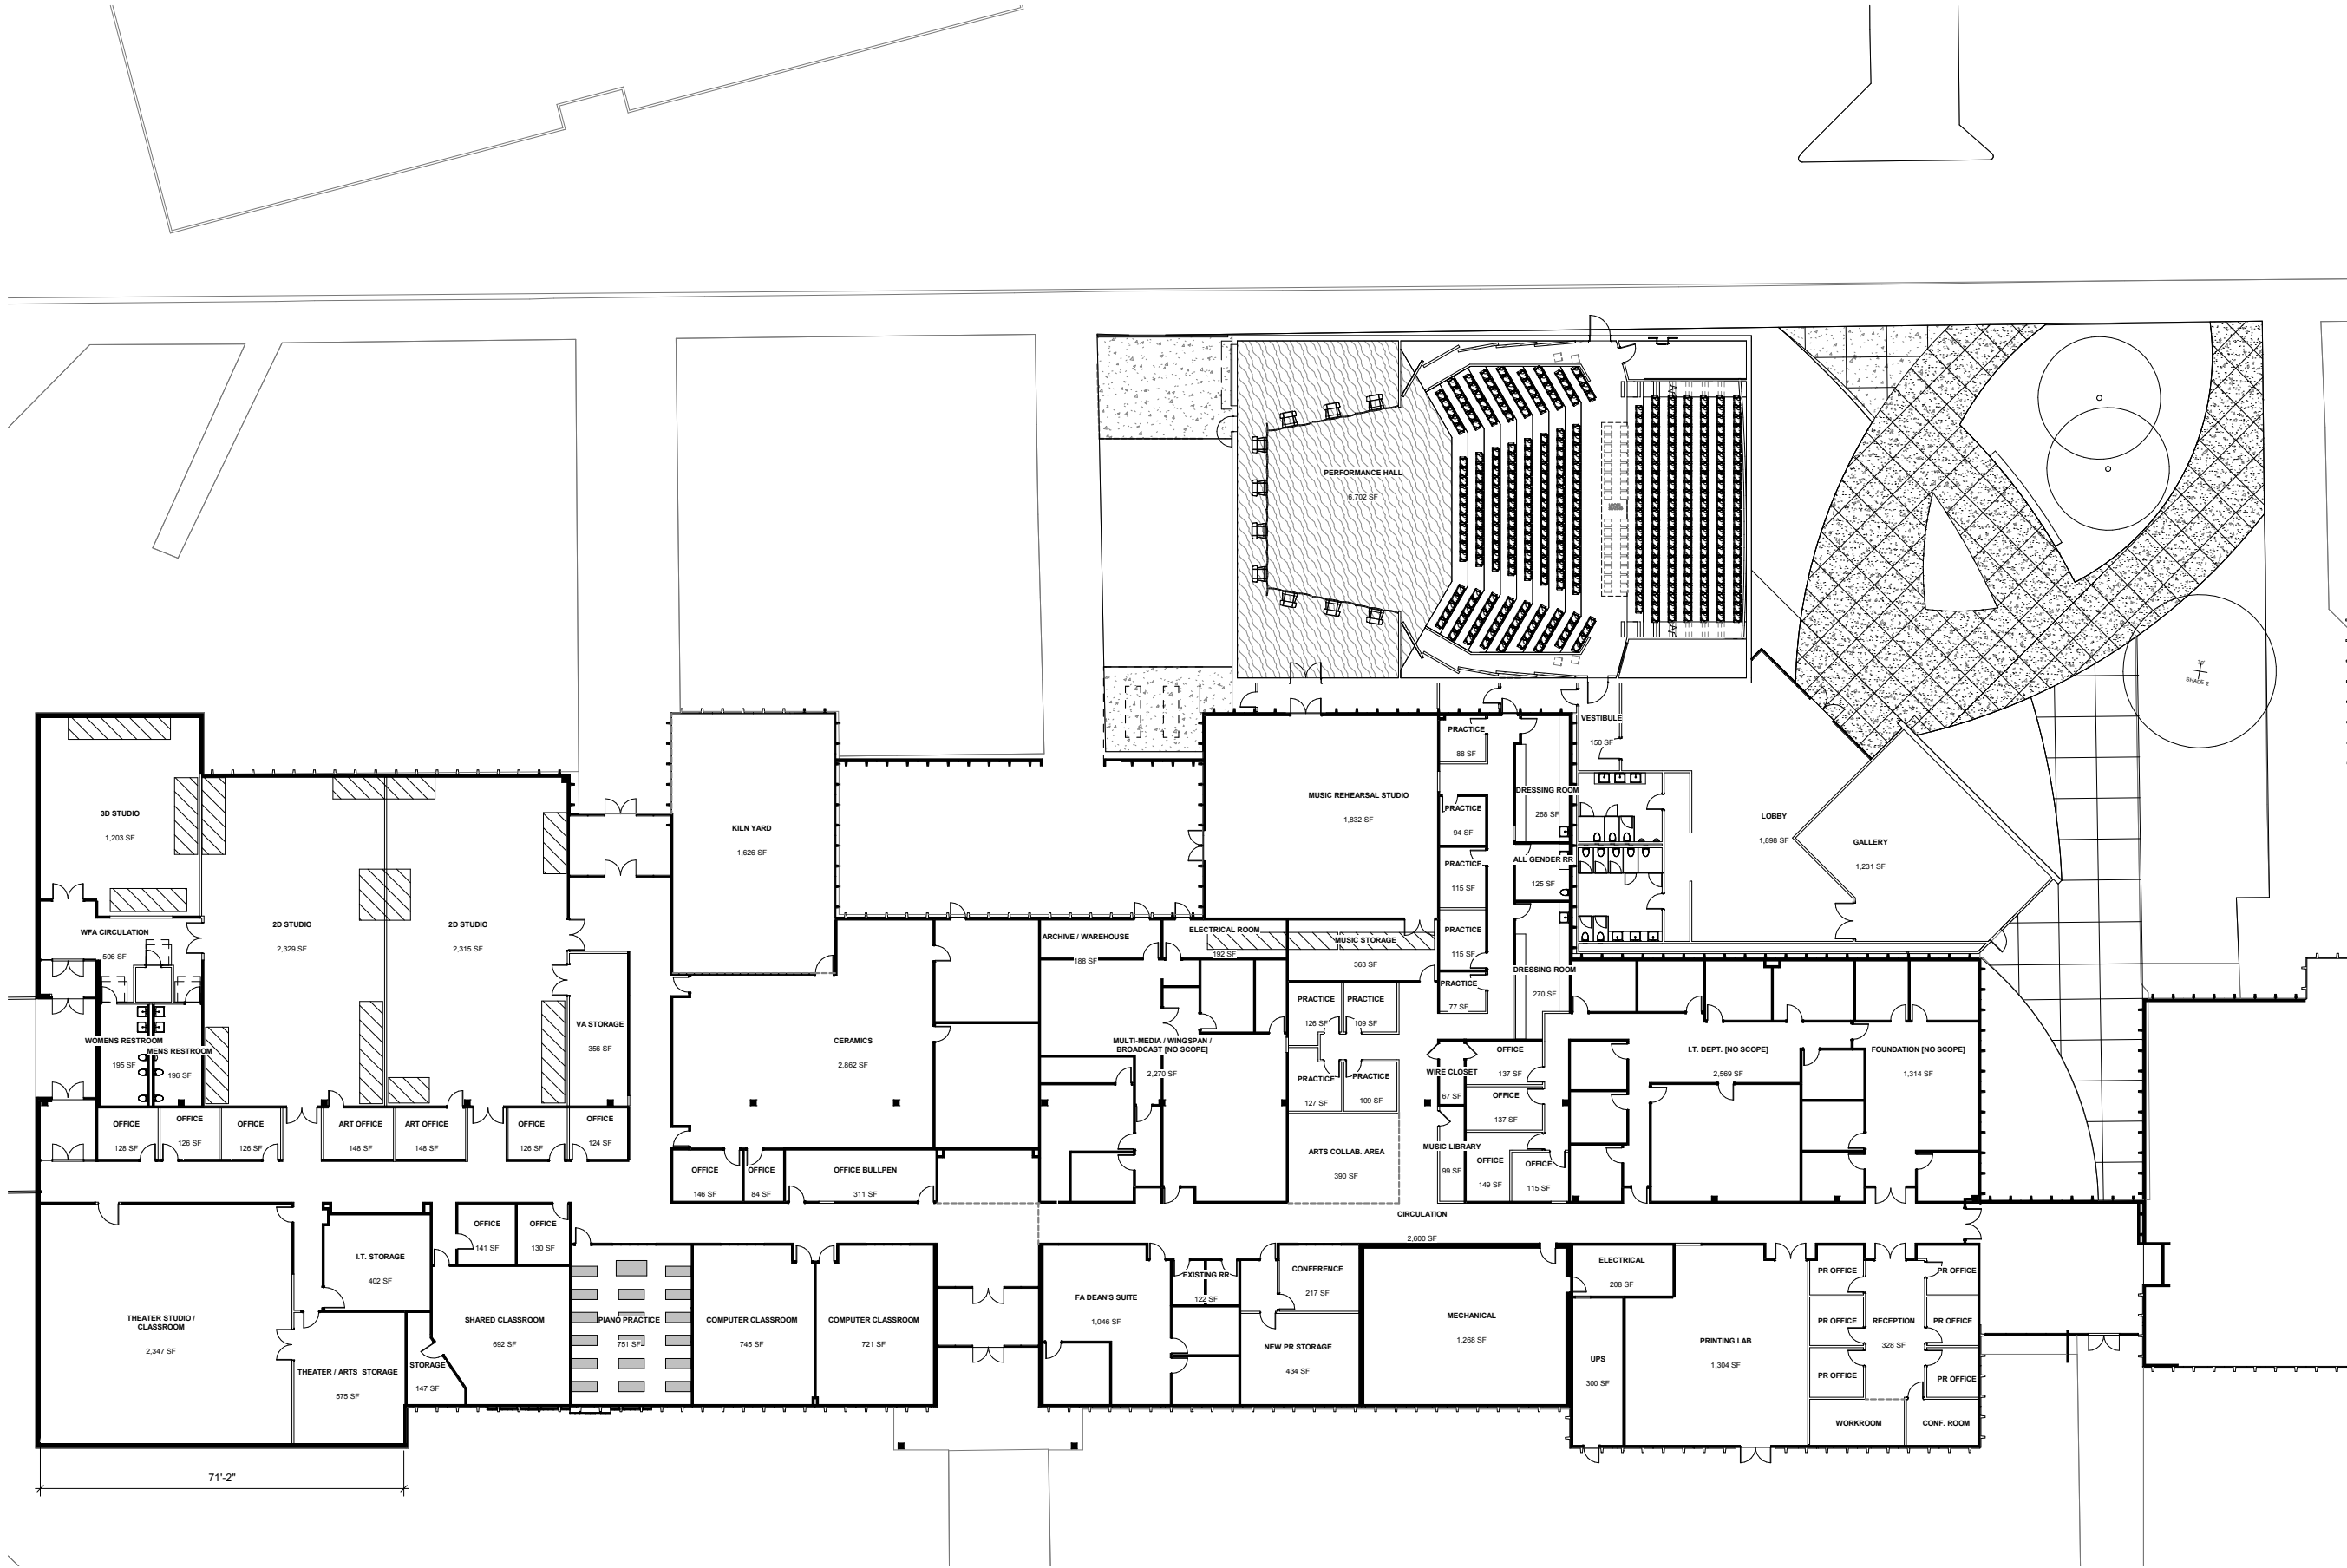 PERFORMANCE HALL
6,702 SF
30'
SHADE-2
VESTIBULE
150 SF
PRACTICE
88 SF
DRESSING ROOM
268 SF
MUSIC REHEARSAL STUDIO
1,832 SF
PRACTICE
94 SF
LOBBY
1,898 SF
GALLERY
1,231 SF
PRACTICE
115 SF
ALL GENDER RR
125 SF
KILN YARD
1,626 SF
3D STUDIO
1,203 SF
2D STUDIO
2,329 SF
2D STUDIO
2,315 SF
WFA CIRCULATION
506 SF
ARCHIVE / WAREHOUSE
188 SF
ELECTRICAL ROOM
192 SF
MUSIC STORAGE
363 SF
PRACTICE
115 SF
PRACTICE
77 SF
DRESSING ROOM
270 SF
PRACTICE
126 SF
PRACTICE
109 SF
VA STORAGE
356 SF
WOMENS RESTROOM
195 SF
MENS RESTROOM
196 SF
CERAMICS
2,862 SF
MULTI-MEDIA / WINGSPAN /
BROADCAST [NO SCOPE]
2,270 SF
PRACTICE
127 SF
PRACTICE
109 SF
WIRE CLOSET
67 SF
OFFICE
137 SF
OFFICE
137 SF
I.T. DEPT. [NO SCOPE]
2,569 SF
FOUNDATION [NO SCOPE]
1,314 SF
OFFICE
128 SF
OFFICE
126 SF
OFFICE
126 SF
ART OFFICE
148 SF
ART OFFICE
148 SF
OFFICE
126 SF
OFFICE
124 SF
OFFICE
146 SF
OFFICE
84 SF
OFFICE BULLPEN
311 SF
ARTS COLLAB. AREA
390 SF
MUSIC LIBRARY
99 SF
OFFICE
149 SF
OFFICE
115 SF
CIRCULATION
2,600 SF
OFFICE
141 SF
OFFICE
130 SF
I.T. STORAGE
402 SF
THEATER STUDIO /
CLASSROOM
2,347 SF
THEATER / ARTS  STORAGE
575 SF
STORAGE
147 SF
SHARED CLASSROOM
692 SF
PIANO PRACTICE
751 SF
COMPUTER CLASSROOM
745 SF
COMPUTER CLASSROOM
721 SF
FA DEAN'S SUITE
1,046 SF
EXISTING RR
122 SF
CONFERENCE
217 SF
NEW PR STORAGE
434 SF
MECHANICAL
1,268 SF
ELECTRICAL
208 SF
UPS
300 SF
PRINTING LAB
1,304 SF
PR OFFICE
PR OFFICE
PR OFFICE
RECEPTION
328 SF
PR OFFICE
PR OFFICE
PR OFFICE
WORKROOM
CONF. ROOM
71'-2"